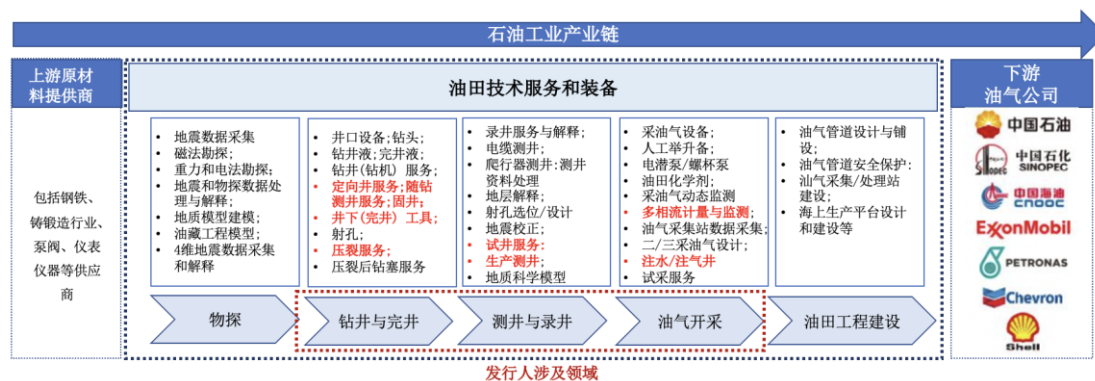 石油工业产业链
上游原材
料提供商
包括钢铁、
铸锻造行业、
泵阀、仪表
仪器等供应
商
油田技术服务和装备
• 地震数据采集
• 磁法勘探;
• 重力和电法勘探;
• 地震和物探数据处
理与解释;
• 地质模型建模;
• 油藏工程模型;
• 4维地震数据采集
和解释
物探
• 井口设备;钻头;
• 钻井液;完井液;
• 钻井(钻机) 服务;
• 定向井服务;随钻
测井服务;固井;
• 井下(完井) 工具;
• 射孔;
• 压裂服务;
• 压裂后钻塞服务
钻井与完井
• 录井服务与解释;
• 电缆测井;
• 爬行器测井:测井
资料处理
• 地层解释;
• 射孔选位/设计
• 地震校正;
• 试井服务:
• 生产测井;
• 地质科学模型
测井与录井
• 采油气设备;
• 人工举升备;
• 电潜泵/螺杯泵
• 油田化学剂;
• 采油气动态监测
• 多相流计量与监测;
• 油气采集站数据采集;
• 二/三采油气设计;
• 注水/注气井
• 试采服务
油气开采
• 油气管道设计与铺
设;
• 油气管道安全保护:
• 油气采集/处理站
建设;
• 海上生产平台设计
和建设等
油田工程建设
发行人涉及领域
下游
油气公司
中国石油
中国石化
SINOPEC
中国海油
CNOOC
ExxonMobil
PETRONAS
Chevron
Shell